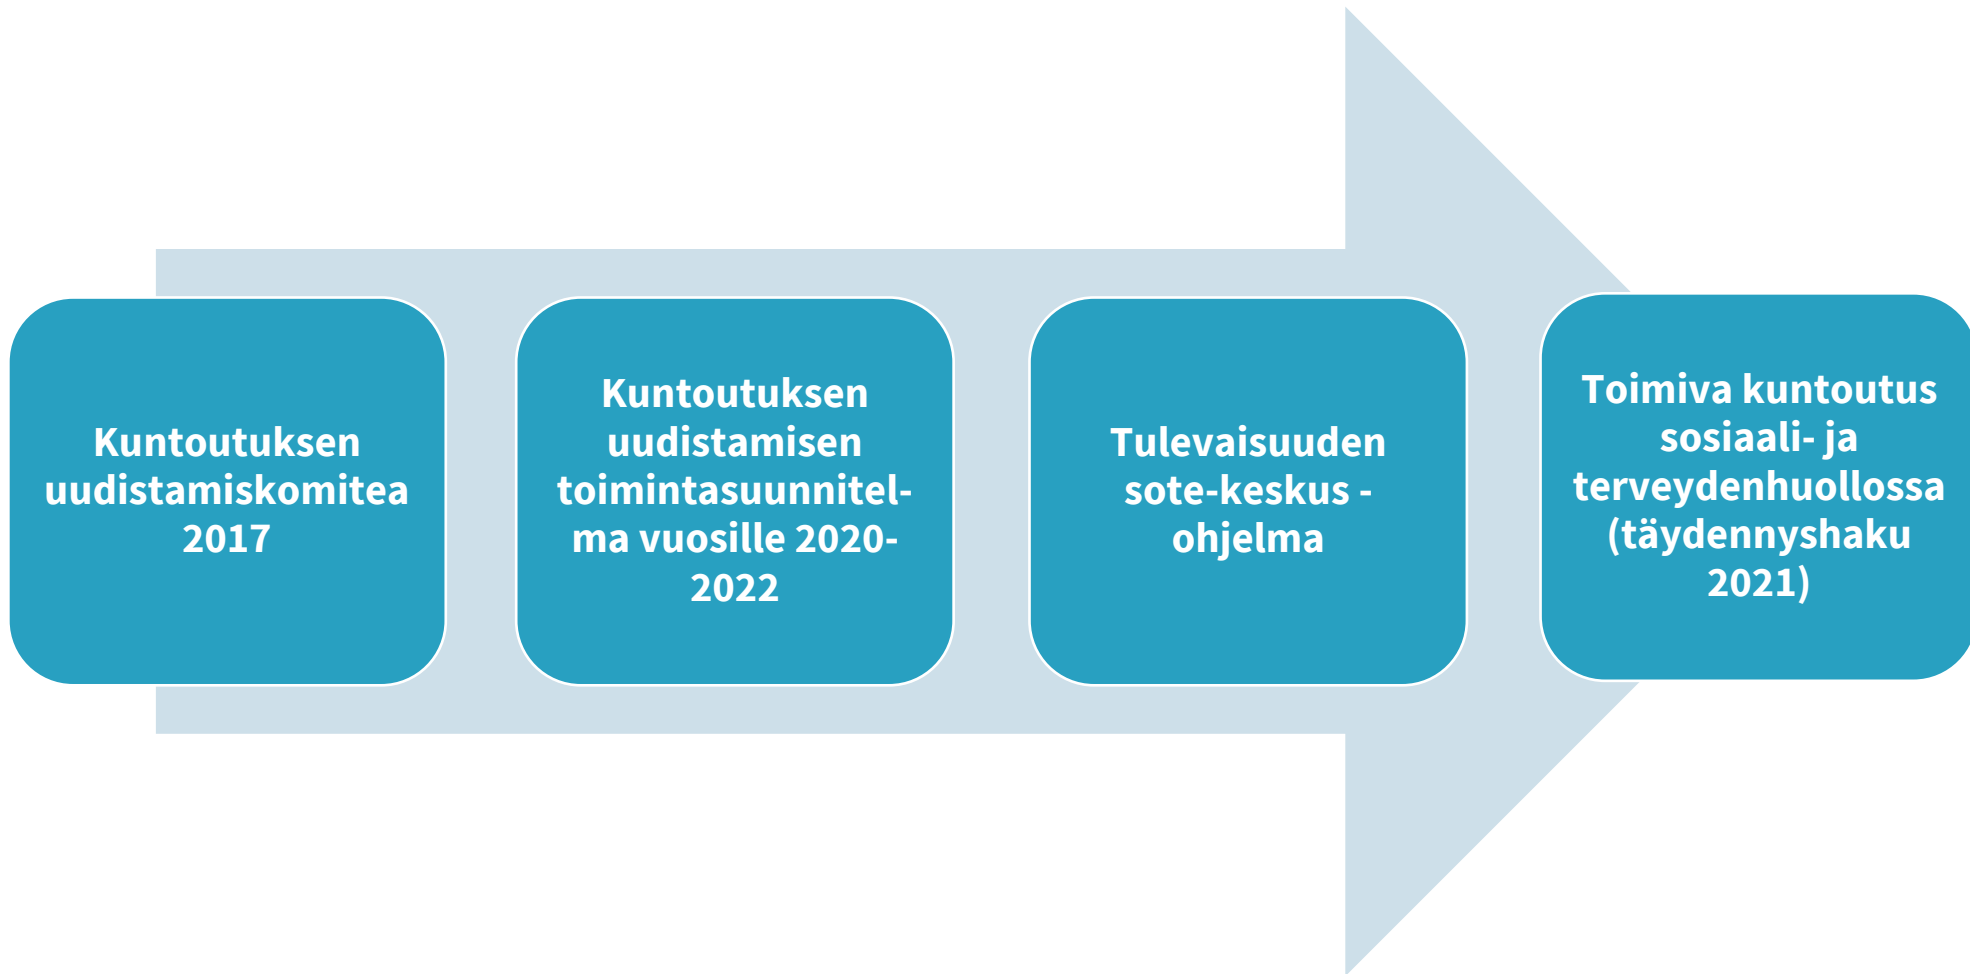 Kuntoutuksen
uudistamiskomitea
2017
Kuntoutuksen
uudistamisen
toimintasuunnitel-
ma vuosille 2020-
2022
Tulevaisuuden
sote-keskus -
ohjelma
Toimiva kuntoutus
sosiaali- ja
terveydenhuollossa
(täydennyshaku
2021)